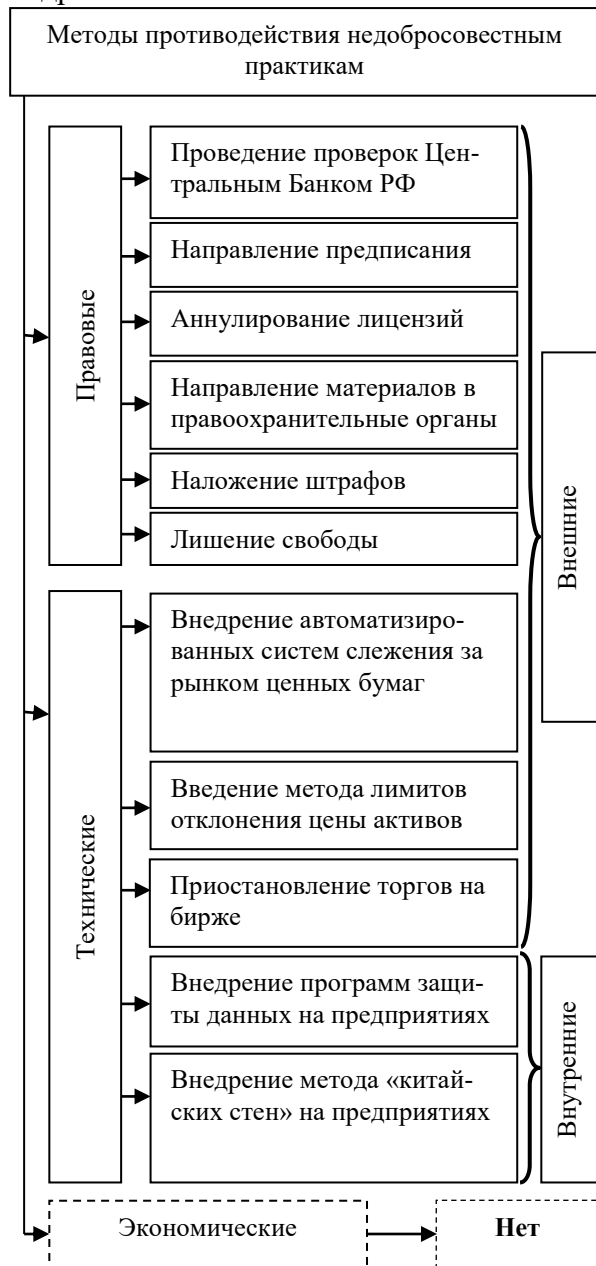 Методы противодействия недобросовестным
практикам
Правовые
Проведение проверок Цен-
тральным Банком РФ
Направление предписания
Аннулирование лицензий
Направление материалов в
правоохранительные органы
Наложение штрафов
Лишение свободы
Внешние
Технические
Внедрение автоматизиро-
ванных систем слежения за
рынком ценных бумаг
Введение метода лимитов
отклонения цены активов
Приостановление торгов на
бирже
Внедрение программ защи-
ты данных на предприятиях
Внедрение метода «китай-
ских стен» на предприятиях
Внутренние
Экономические
Нет